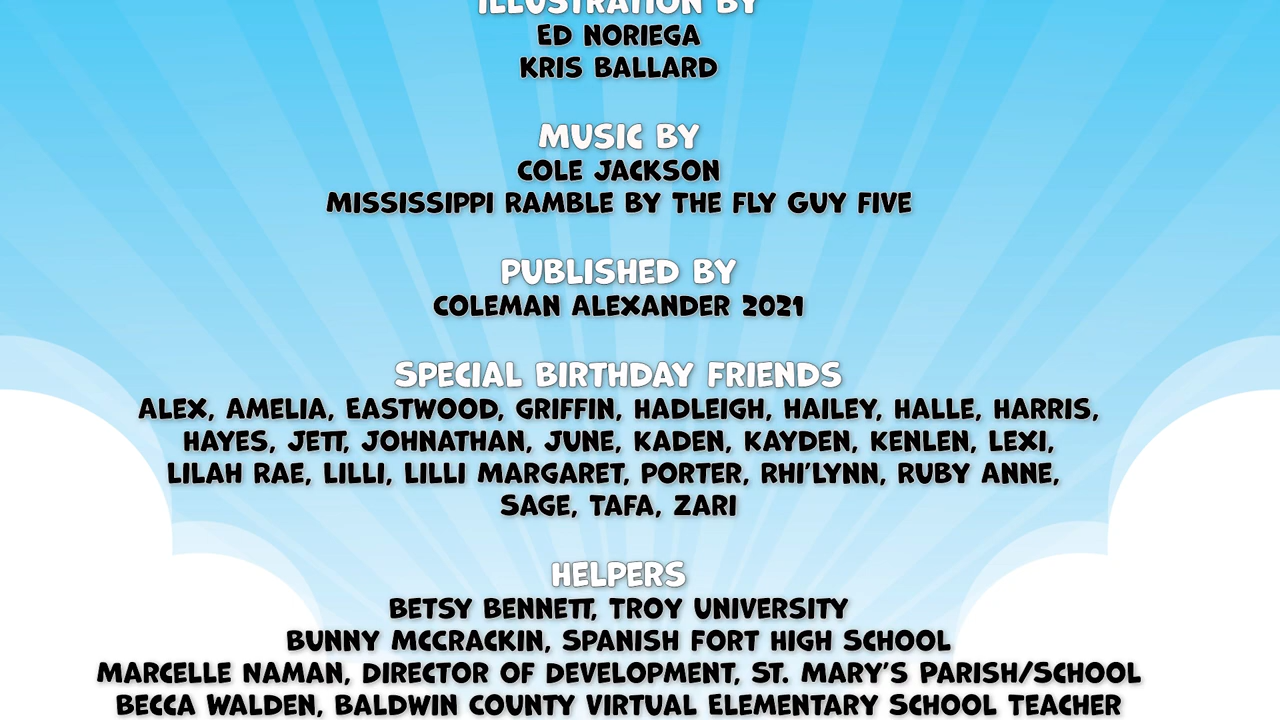 ILLUSTRATION BY
ED NORIEGA
KRIS BALLARD
MUSIC BY
COLE JACKSON
MISSISSIPPI RAMBLE BY THE FLY GUY FIVE
PUBLISHED BY
COLEMAN ALEXANDER 2021
SPECIAL BIRTHDAY FRIENDS
ALEX, AMELIA, EASTWOOD, GRIFFIN, HADLEIGH, HAILEY, HALLE, HARRIS,
HAYES, JETT, JOHNATHAN, JUNE, KADEN, KAYDEN, KENLEN, LEXI,
LILAH RAE, LILLI, LILLI MARGARET, PORTER, RHI'LYNN, RUBY ANNE,
SAGE, TAFA, ZARI
HELPERS
BETSY BENNETT, TROY UNIVERSITY
BUNNY MCCRACKIN, SPANISH FORT HIGH SCHOOL
MARCELLE NAMAN, DIRECTOR OF DEVELOPMENT, ST. MARY'S PARISH/SCHOOL
BECCA WALDEN, BALDWIN COUNTY VIRTUAL ELEMENTARY SCHOOL TEACHER